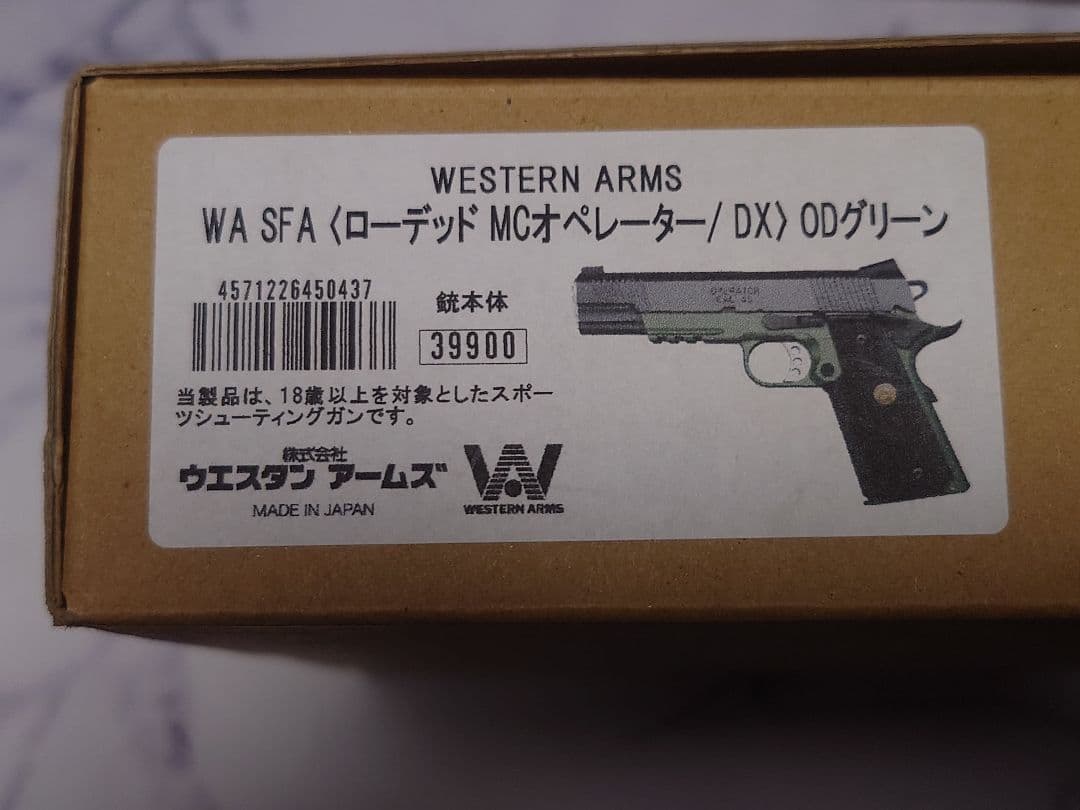 WESTERN ARMS
WA SFA〈ローデッド MCオペレーター/ DX〉ODグリーン
4571226450437
銃本体
39900
OPERATOR
CAL. 45
当製品は、18歳以上を対象としたスポー
ツシューティングガンです。
株式会社
ウエスタン アームズ
MADE IN JAPAN
WESTERN ARMS